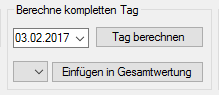 Berechne kompletten Tag
03.02.2017 Tag berechnen
Einfügen in Gesamtwertung